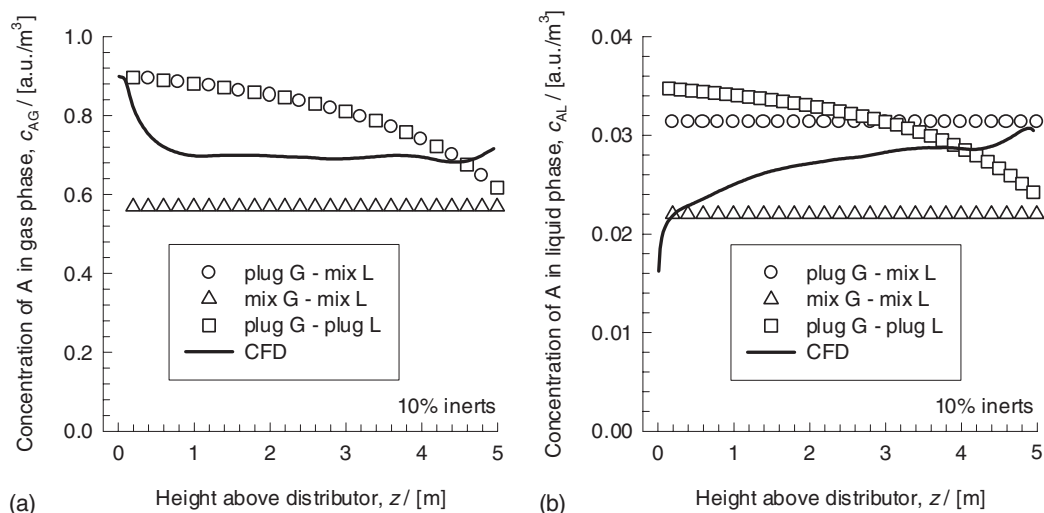 Concentration of A in gas phase, c_AG / [a.u./m³]
1.0
0.8
0.6
0.4
0.2
0.0
plug G - mix L
mix G - mix L
plug G - plug L
CFD
10% inerts
0 1 2 3 4 5
(a)
Height above distributor, z / [m]
Concentration of A in liquid phase, c_AL / [a.u./m³]
0.04
0.03
0.02
0.01
0.00
plug G - mix L
mix G - mix L
plug G - plug L
CFD
10% inerts
0 1 2 3 4 5
(b)
Height above distributor, z / [m]